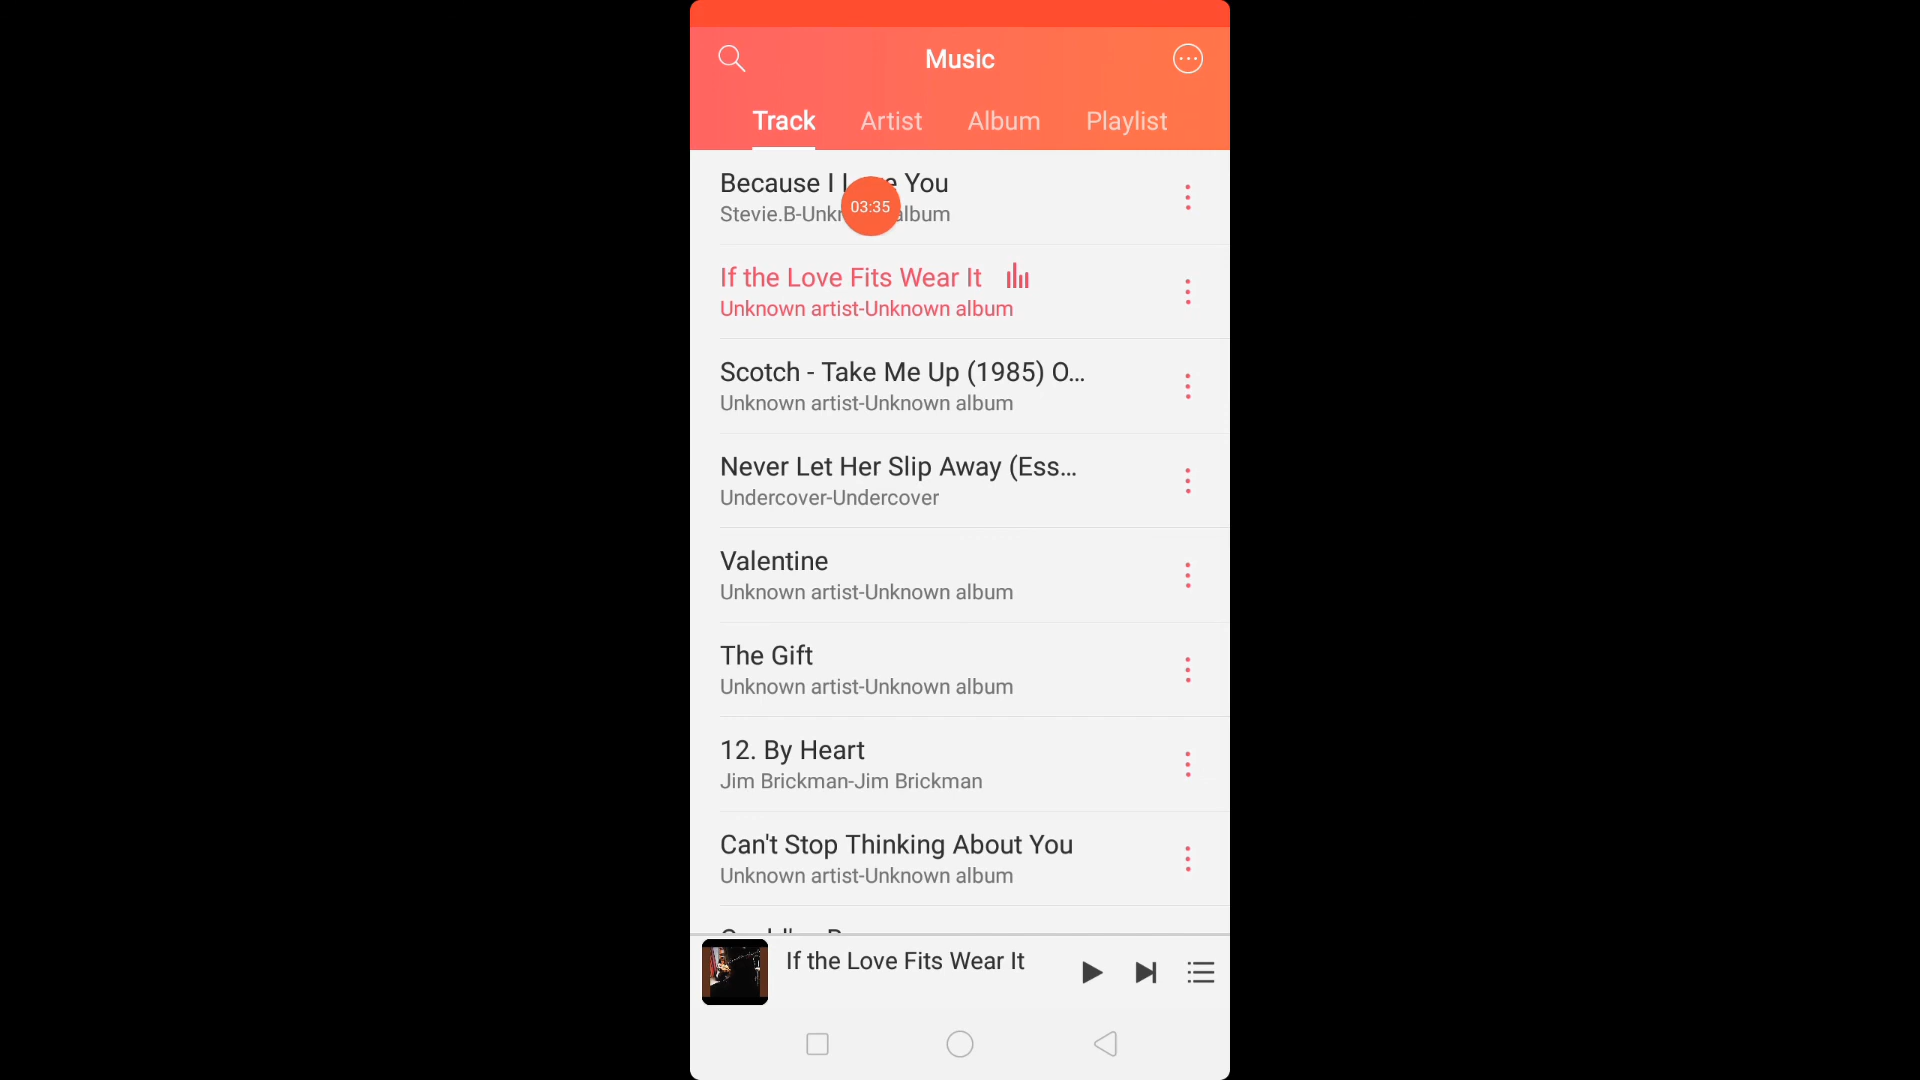 Music
Track Artist Album Playlist
Because I You
03:35
Stevie.B-
If the Love Fits Wear It
Unknown artist-Unknown album
Scotch - Take Me Up (1985) O...
Unknown artist-Unknown album
Never Let Her Slip Away (Ess...
Undercover-Undercover
Valentine
Unknown artist-Unknown album
The Gift
Unknown artist-Unknown album
12. By Heart
Jim Brickman-Jim Brickman
Can't Stop Thinking About You
Unknown artist-Unknown album
If the Love Fits Wear It